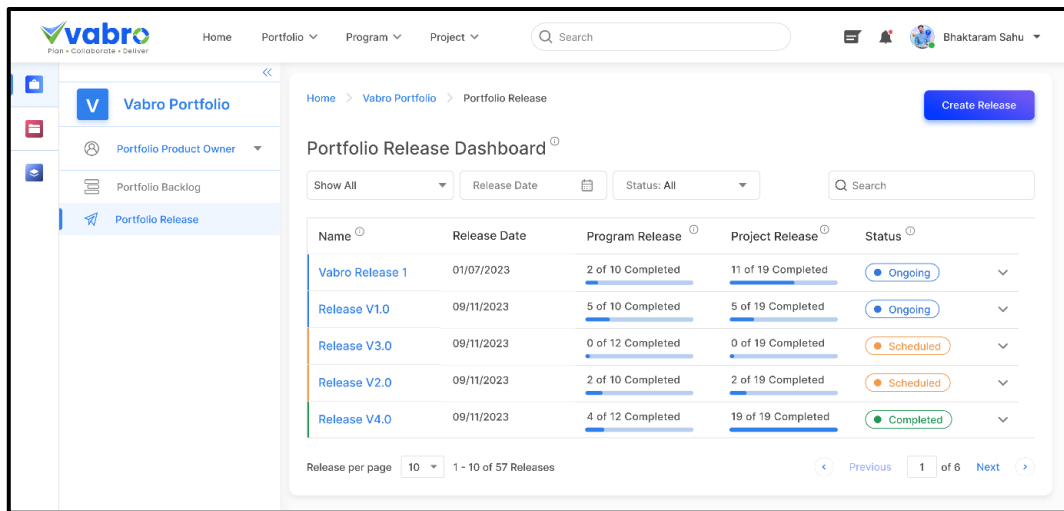 vabro
Plan • Collaborate • Deliver
Home Portfolio Program Project Search Bhaktaram Sahu
V Vabro Portfolio
Portfolio Product Owner
Portfolio Backlog
Portfolio Release
Home > Vabro Portfolio > Portfolio Release
Create Release
Portfolio Release Dashboard
Show All Release Date Status: All Search
Name Release Date Program Release Project Release Status
Vabro Release 1 01/07/2023 2 of 10 Completed 11 of 19 Completed Ongoing
Release V1.0 09/11/2023 5 of 10 Completed 5 of 19 Completed Ongoing
Release V3.0 09/11/2023 0 of 12 Completed 0 of 19 Completed Scheduled
Release V2.0 09/11/2023 2 of 10 Completed 2 of 19 Completed Scheduled
Release V4.0 09/11/2023 4 of 12 Completed 19 of 19 Completed Completed
Release per page 10 1 - 10 of 57 Releases Previous 1 of 6 Next